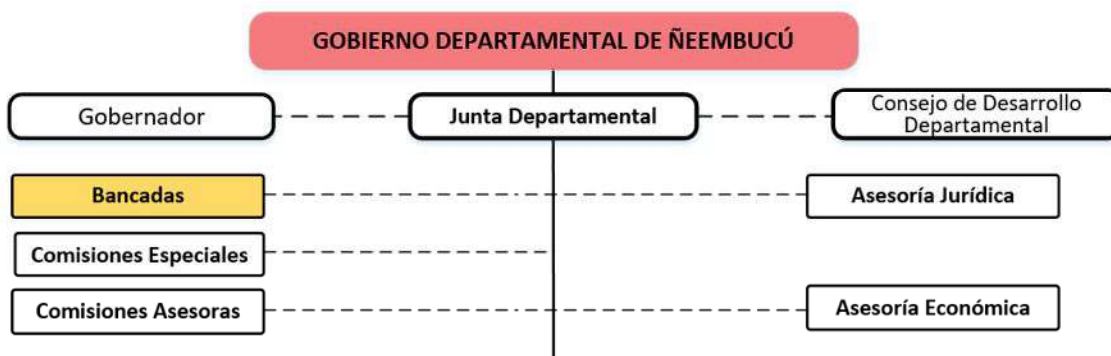 GOBIERNO DEPARTAMENTAL DE ÑEEMBUCÚ
Gobernador
Junta Departamental
Consejo de Desarrollo
Departamental
Bancadas
Asesoría Jurídica
Comisiones Especiales
Comisiones Asesoras
Asesoría Económica